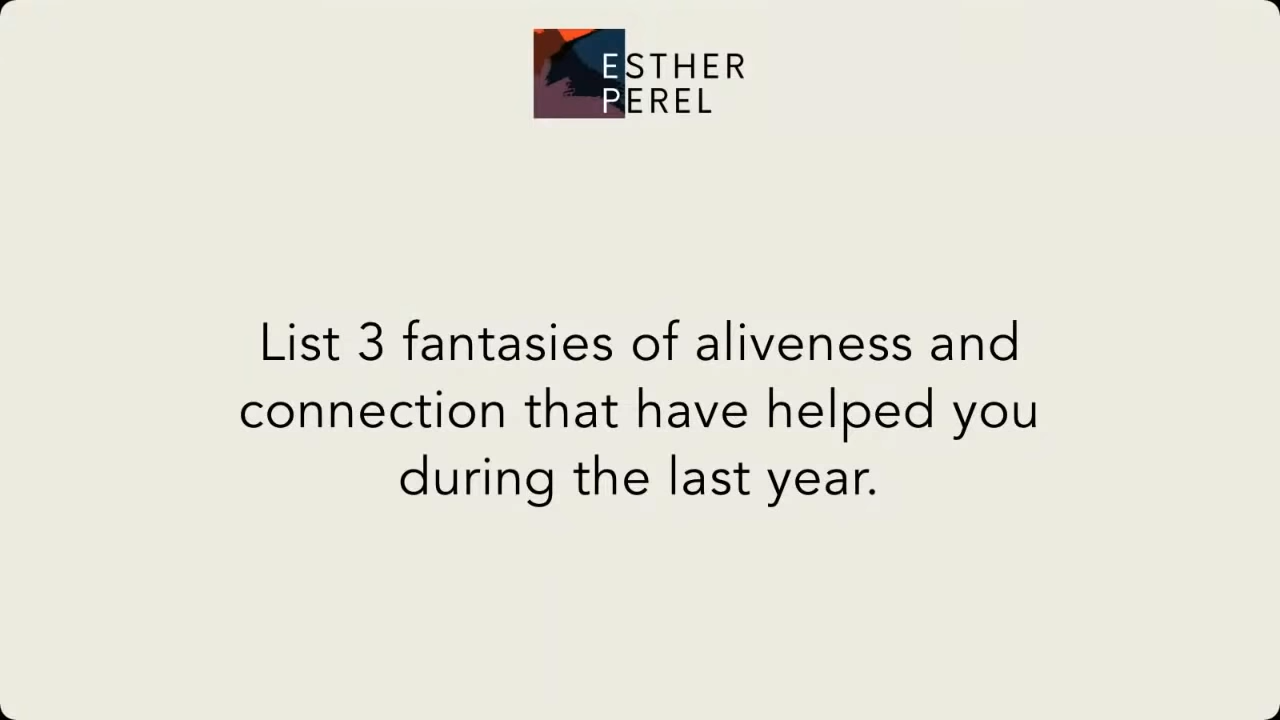 ESTHER
PEREL
List 3 fantasies of aliveness and
connection that have helped you
during the last year.